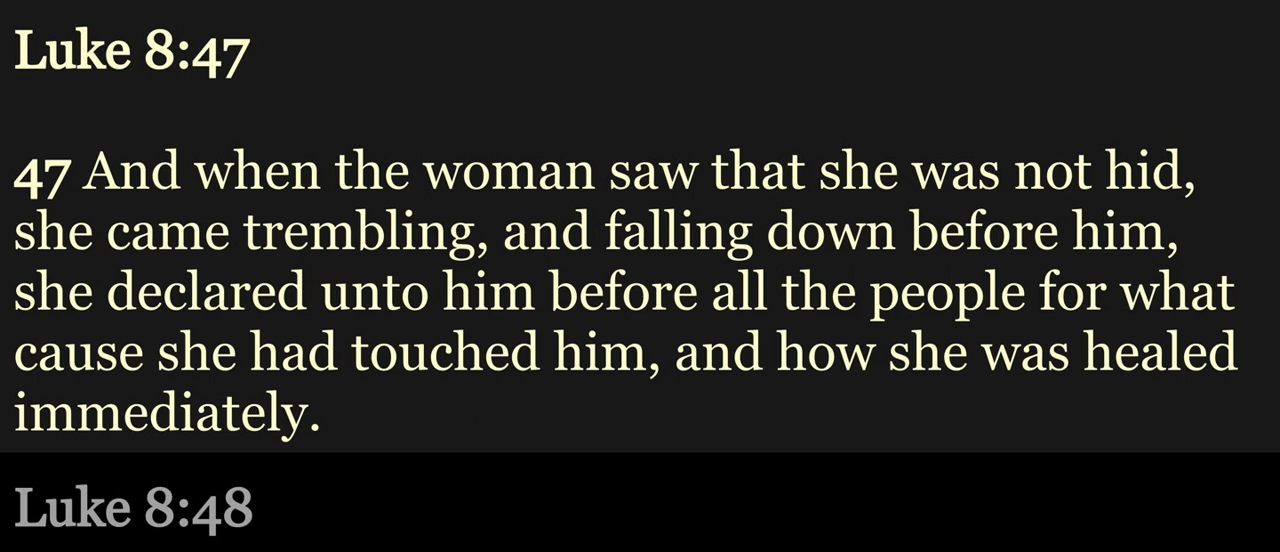 Luke 8:47
47 And when the woman saw that she was not hid,
she came trembling, and falling down before him,
she declared unto him before all the people for what
cause she had touched him, and how she was healed
immediately.
Luke 8:48